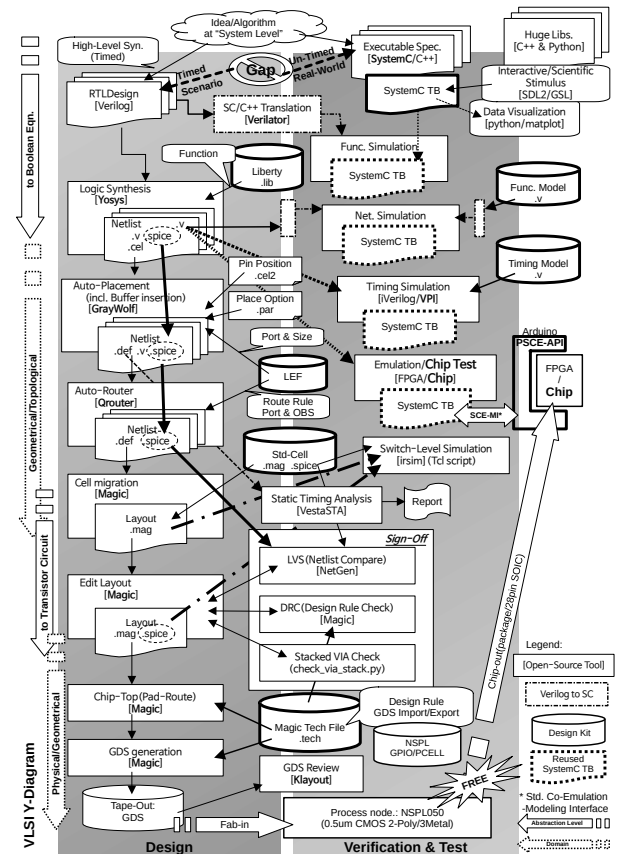 Idea/Algorithm
at "System Level"
High-Level Syn.
(Timed)
Gap
Timed
Scenario
Un-Timed
Real-World
Executable Spec.
[SystemC/C++]
Huge Libs.
[C++ & Python]
RTLDesign
[Verilog]
SystemC TB
Interactive/Scientific
Stimulus
[SDL2/GSL]
Data Visualization
[python/matplot]
SC/C++ Translation
[Verilator]
to Boolean Eqn.
Function
Liberty
.lib
Func. Simulation
SystemC TB
Func. Model
.v
Logic Synthesis
[Yosys]
Netlist
.v .spice .v
.cel
Net. Simulation
SystemC TB
Timing Model
.v
Pin Position
.cel2
Auto-Placement
(incl. Buffer insertion)
[GrayWolf]
Place Option
.par
Timing Simulation
[iVerilog/VPI]
SystemC TB
Netlist
.def .v .spice
Port & Size
Arduino
PSCE-API
FPGA
/
Chip
Emulation/Chip Test
[FPGA/Chip]
SystemC TB
SCE-MI*
LEF
Auto-Router
[Qrouter]
Route Rule
Port & OBS
Geometrical/Topological
Netlist
.def .spice
Std-Cell
.mag .spice
Switch-Level Simulation
[irsim] (Tcl script)
Cell migration
[Magic]
Static Timing Analysis
[VestaSTA]
Report
Layout
.mag
Sign-Off
LVS(Netlist Compare)
[NetGen]
to Transistor Circuit
Edit Layout
[Magic]
DRC(Design Rule Check)
[Magic]
Layout
.mag .spice
Stacked VIA Check
(check_via_stack.py)
Chip-out(package/28pin SOIC)
Legend:
[Open-Source Tool]
Verilog to SC
Design Kit
Reused
SystemC TB
* Std. Co-Emulation
-Modeling Interface
Abstraction Level
Domain
Chip-Top(Pad-Route)
[Magic]
Magic Tech File
.tech
Design Rule
GDS Import/Export
NSPL
GPIO/PCELL
GDS generation
[Magic]
GDS Review
[Klayout]
FREE
Physical/Geometrical
VLSI Y-Diagram
Tape-Out:
GDS
Fab-in
Process node.: NSPL050
(0.5um CMOS 2-Poly/3Metal)
Design
Verification & Test